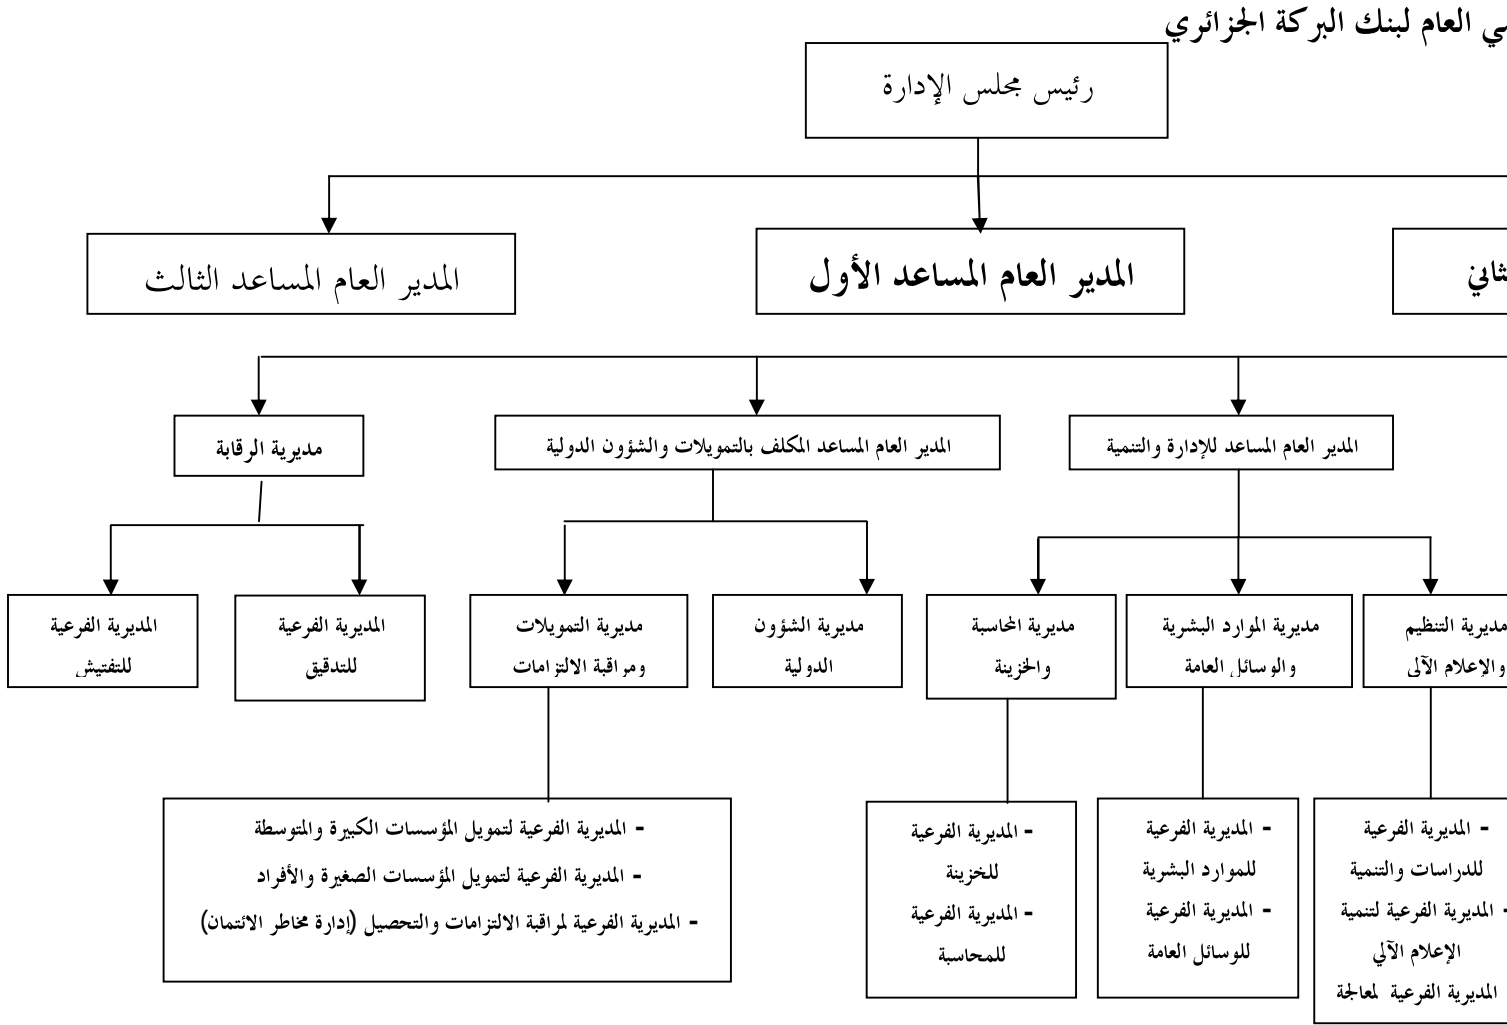 العام لبنك البركة الجزائري
رئيس مجلس الإدارة
المدير العام المساعد الأول
المدير العام المساعد الثالث
المدير العام المساعد للإدارة والتنمية
المدير العام المساعد المكلف بالتمويلات والشؤون الدولية
مديرية الرقابة
مديرية التنظيم
والإعلام الآلي
مديرية الموارد البشرية
والوسائل العامة
مديرية المحاسبة
والخزينة
مديرية الشؤون
الدولية
مديرية التمويلات
ومراقبة الالتزامات
المديرية الفرعية
للتدقيق
المديرية الفرعية
للتفتيش
- المديرية الفرعية
للدراسات والتنمية
- المديرية الفرعية لتنمية
الإعلام الآلي
المديرية الفرعية لمعالجة
- المديرية الفرعية
للموارد البشرية
- المديرية الفرعية
للوسائل العامة
- المديرية الفرعية
للخزينة
- المديرية الفرعية
للمحاسبة
- المديرية الفرعية لتمويل المؤسسات الكبيرة والمتوسطة
- المديرية الفرعية لتمويل المؤسسات الصغيرة والأفراد
- المديرية الفرعية لمراقبة الالتزامات والتحصيل (إدارة مخاطر الائتمان)